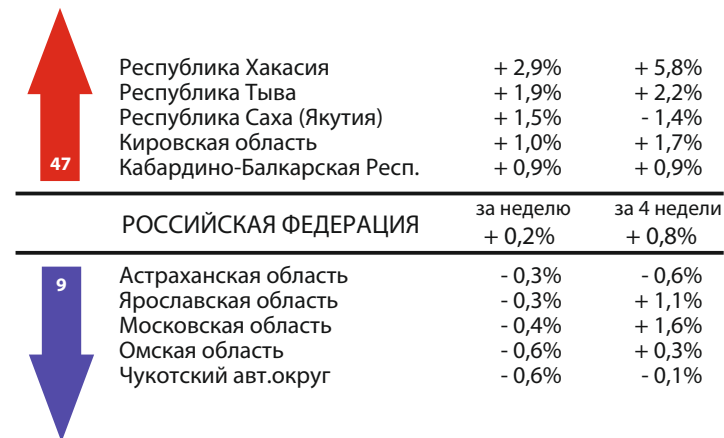 Республика Хакасия + 2,9% + 5,8%
Республика Тыва + 1,9% + 2,2%
Республика Саха (Якутия) + 1,5% - 1,4%
Кировская область + 1,0% + 1,7%
47 Кабардино-Балкарская Респ. + 0,9% + 0,9%
за неделю за 4 недели
РОССИЙСКАЯ ФЕДЕРАЦИЯ + 0,2% + 0,8%
9 Астраханская область - 0,3% - 0,6%
Ярославская область - 0,3% + 1,1%
Московская область - 0,4% + 1,6%
Омская область - 0,6% + 0,3%
Чукотский авт.округ - 0,6% - 0,1%